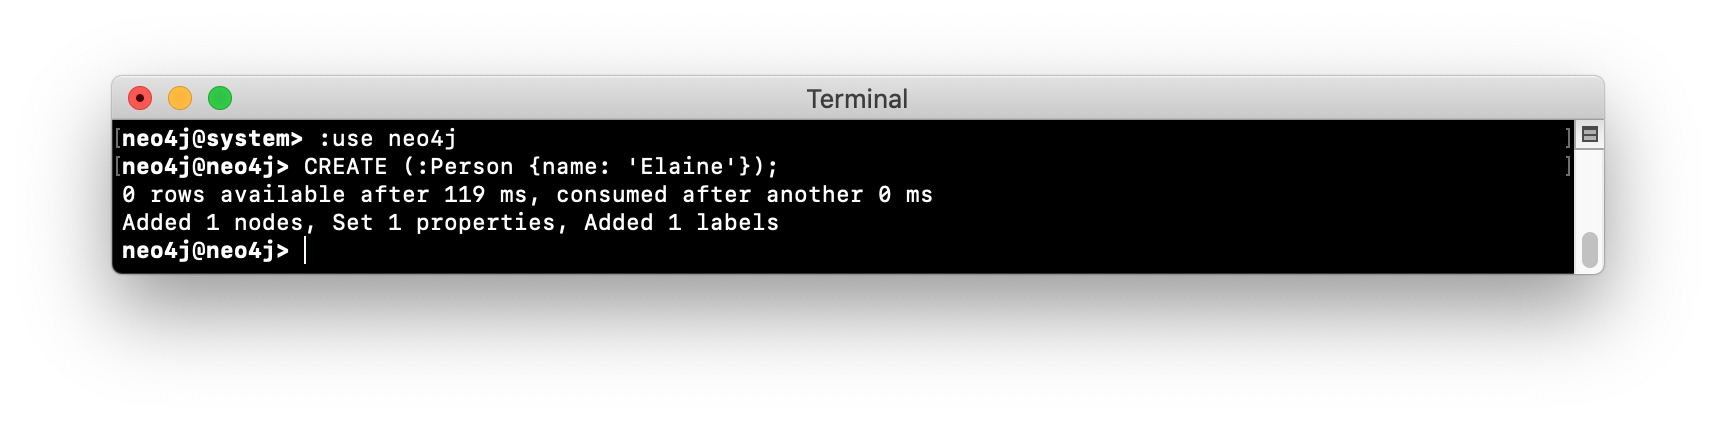 Terminal
[neo4j@system> :use neo4j ]
[neo4j@neo4j> CREATE (:Person {name: 'Elaine'}); ]
0 rows available after 119 ms, consumed after another 0 ms
Added 1 nodes, Set 1 properties, Added 1 labels
neo4j@neo4j>